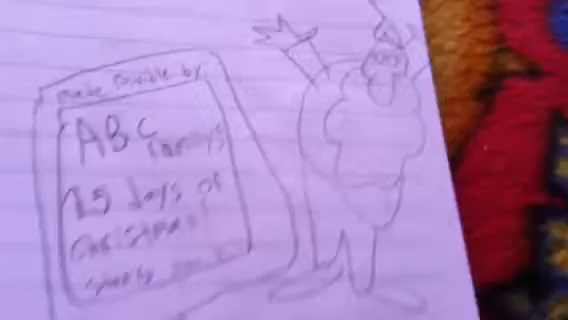 made possible by
ABC
family's
25 days of
christmas